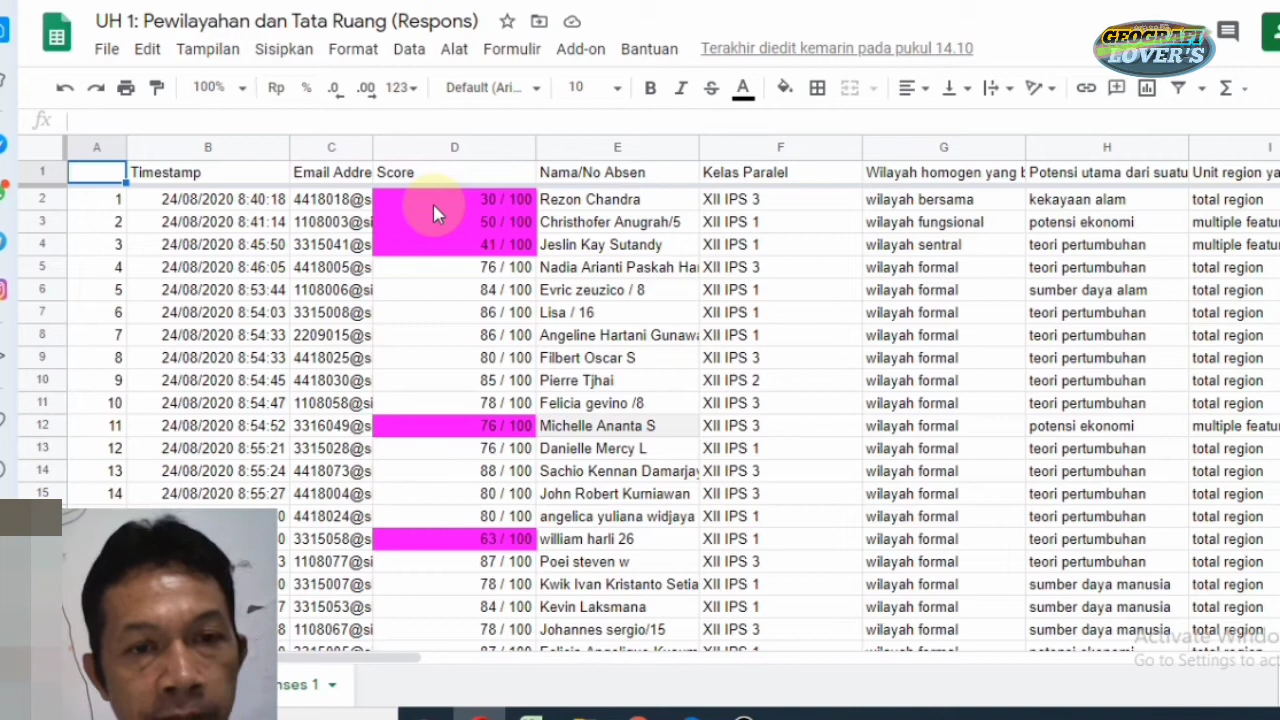 UH 1: Pewilayahan dan Tata Ruang (Respons)
GEOGRAFI
LOVER'S
File Edit Tampilan Sisipkan Format Data Alat Formulir Add-on Bantuan Terakhir diedit kemarin pada pukul 14.10
100% Rp % .0 .00 123 Default (Ari... 10 B I S A Σ
fx
A B C D E F G H I
1 Timestamp Email Addre Score Nama/No Absen Kelas Paralel Wilayah homogen yang b Potensi utama dari suatu Unit region ya
2 1 24/08/2020 8:40:18 4418018@s 30 / 100 Rezon Chandra XII IPS 3 wilayah bersama kekayaan alam total region
3 2 24/08/2020 8:41:14 1108003@si 50 / 100 Christhofer Anugrah/5 XII IPS 1 wilayah fungsional potensi ekonomi multiple featur
4 3 24/08/2020 8:45:50 3315041@s 41 / 100 Jeslin Kay Sutandy XII IPS 1 wilayah sentral teori pertumbuhan multiple featur
5 4 24/08/2020 8:46:05 4418005@s 76 / 100 Nadia Arianti Paskah Har XII IPS 3 wilayah formal teori pertumbuhan total region
6 5 24/08/2020 8:53:44 1108006@s 84 / 100 Evric zeuzico / 8 XII IPS 1 wilayah formal sumber daya alam total region
7 6 24/08/2020 8:54:03 3315008@s 86 / 100 Lisa / 16 XII IPS 1 wilayah formal teori pertumbuhan total region
8 7 24/08/2020 8:54:33 2209015@s 86 / 100 Angeline Hartani Gunawa XII IPS 1 wilayah formal teori pertumbuhan total region
9 8 24/08/2020 8:54:33 4418025@s 80 / 100 Filbert Oscar S XII IPS 3 wilayah formal teori pertumbuhan total region
10 9 24/08/2020 8:54:45 4418030@s 85 / 100 Pierre Tjhai XII IPS 2 wilayah formal teori pertumbuhan total region
11 10 24/08/2020 8:54:47 1108058@s 78 / 100 Felicia gevino /8 XII IPS 3 wilayah formal teori pertumbuhan total region
12 11 24/08/2020 8:54:52 3316049@s 76 / 100 Michelle Ananta S XII IPS 3 wilayah formal potensi ekonomi multiple featur
13 12 24/08/2020 8:55:21 3315028@s 76 / 100 Danielle Mercy L XII IPS 1 wilayah formal teori pertumbuhan total region
14 13 24/08/2020 8:55:24 4418073@s 88 / 100 Sachio Kennan Damarjay XII IPS 3 wilayah formal teori pertumbuhan total region
15 14 24/08/2020 8:55:27 4418004@s 80 / 100 John Robert Kurniawan XII IPS 3 wilayah formal teori pertumbuhan total region
0 4418024@s 80 / 100 angelica yuliana widjaya XII IPS 1 wilayah formal teori pertumbuhan total region
0 3315058@s 63 / 100 william harli 26 XII IPS 1 wilayah formal teori pertumbuhan total region
3 1108077@si 87 / 100 Poei steven w XII IPS 3 wilayah formal teori pertumbuhan total region
0 3315007@s 78 / 100 Kwik Ivan Kristanto Setia XII IPS 1 wilayah formal sumber daya manusia total region
7 3315053@s 84 / 100 Kevin Laksmana XII IPS 1 wilayah formal sumber daya manusia total region
8 1108067@si 78 / 100 Johannes sergio/15 XII IPS 3 wilayah formal sumber daya manusia total region
Activate Windo
Go to Settings to act
nses 1